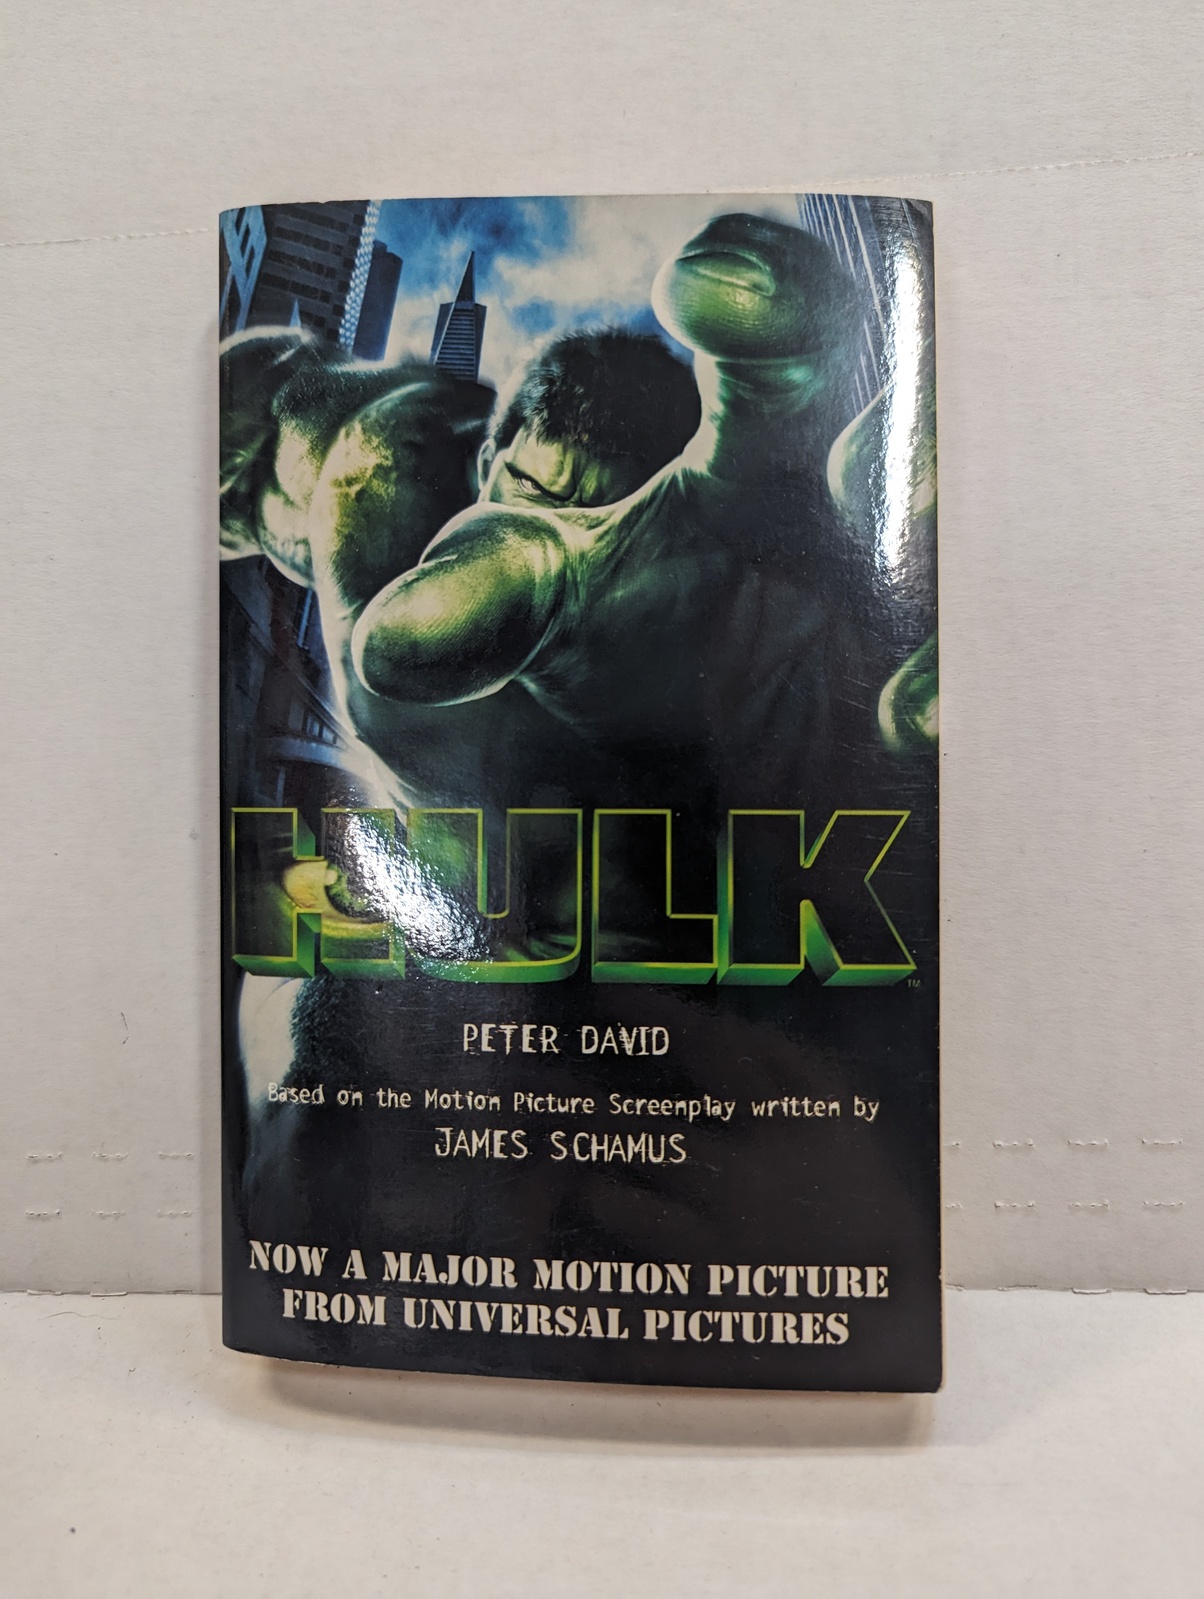 HULK
TM
PETER DAVID
Based on the Motion Picture Screenplay written by
JAMES SCHAMUS
NOW A MAJOR MOTION PICTURE
FROM UNIVERSAL PICTURES